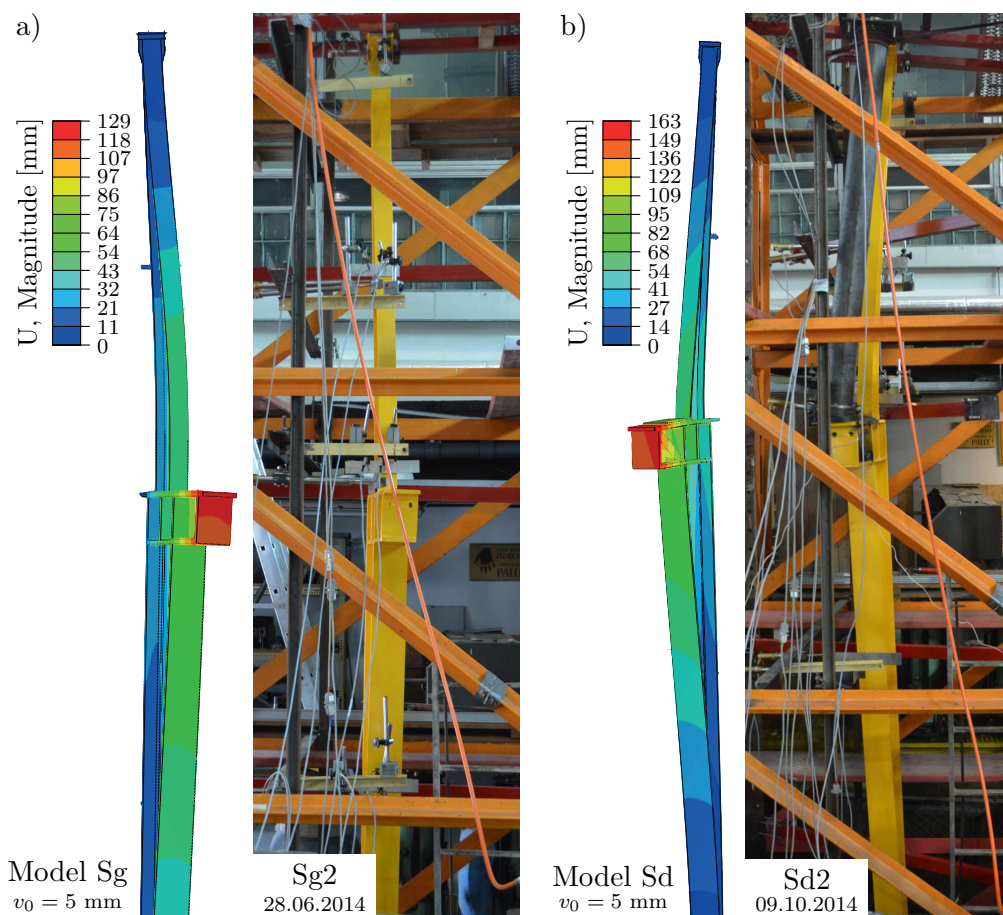 a)
U, Magnitude [mm]
129
118
107
97
86
75
64
54
43
32
21
11
0
Model Sg
v₀ = 5 mm
Sg2
28.06.2014
b)
U, Magnitude [mm]
163
149
136
122
109
95
82
68
54
41
27
14
0
Model Sd
v₀ = 5 mm
Sd2
09.10.2014